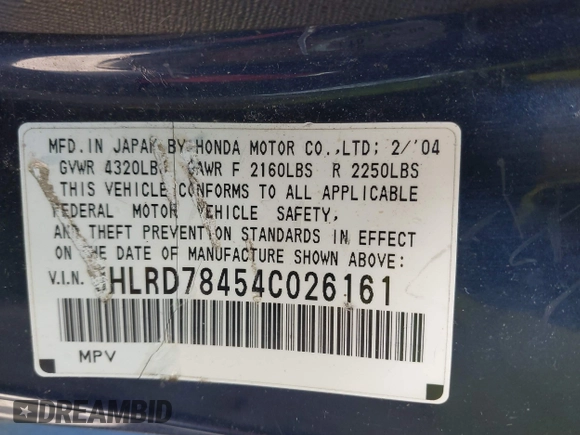 MFD. IN JAPAN BY HONDA MOTOR CO., LTD; 2/'04
GVWR 4320LBS GAWR F 2160LBS R 2250LBS
THIS VEHICLE CONFORMS TO ALL APPLICABLE
FEDERAL MOTOR VEHICLE SAFETY,
AND THEFT PREVENTION STANDARDS IN EFFECT
ON THE DATE OF MANUFACTURE SHOWN ABOVE.
V.I.N. HLRD78454C026161
MPV
DREAMBID